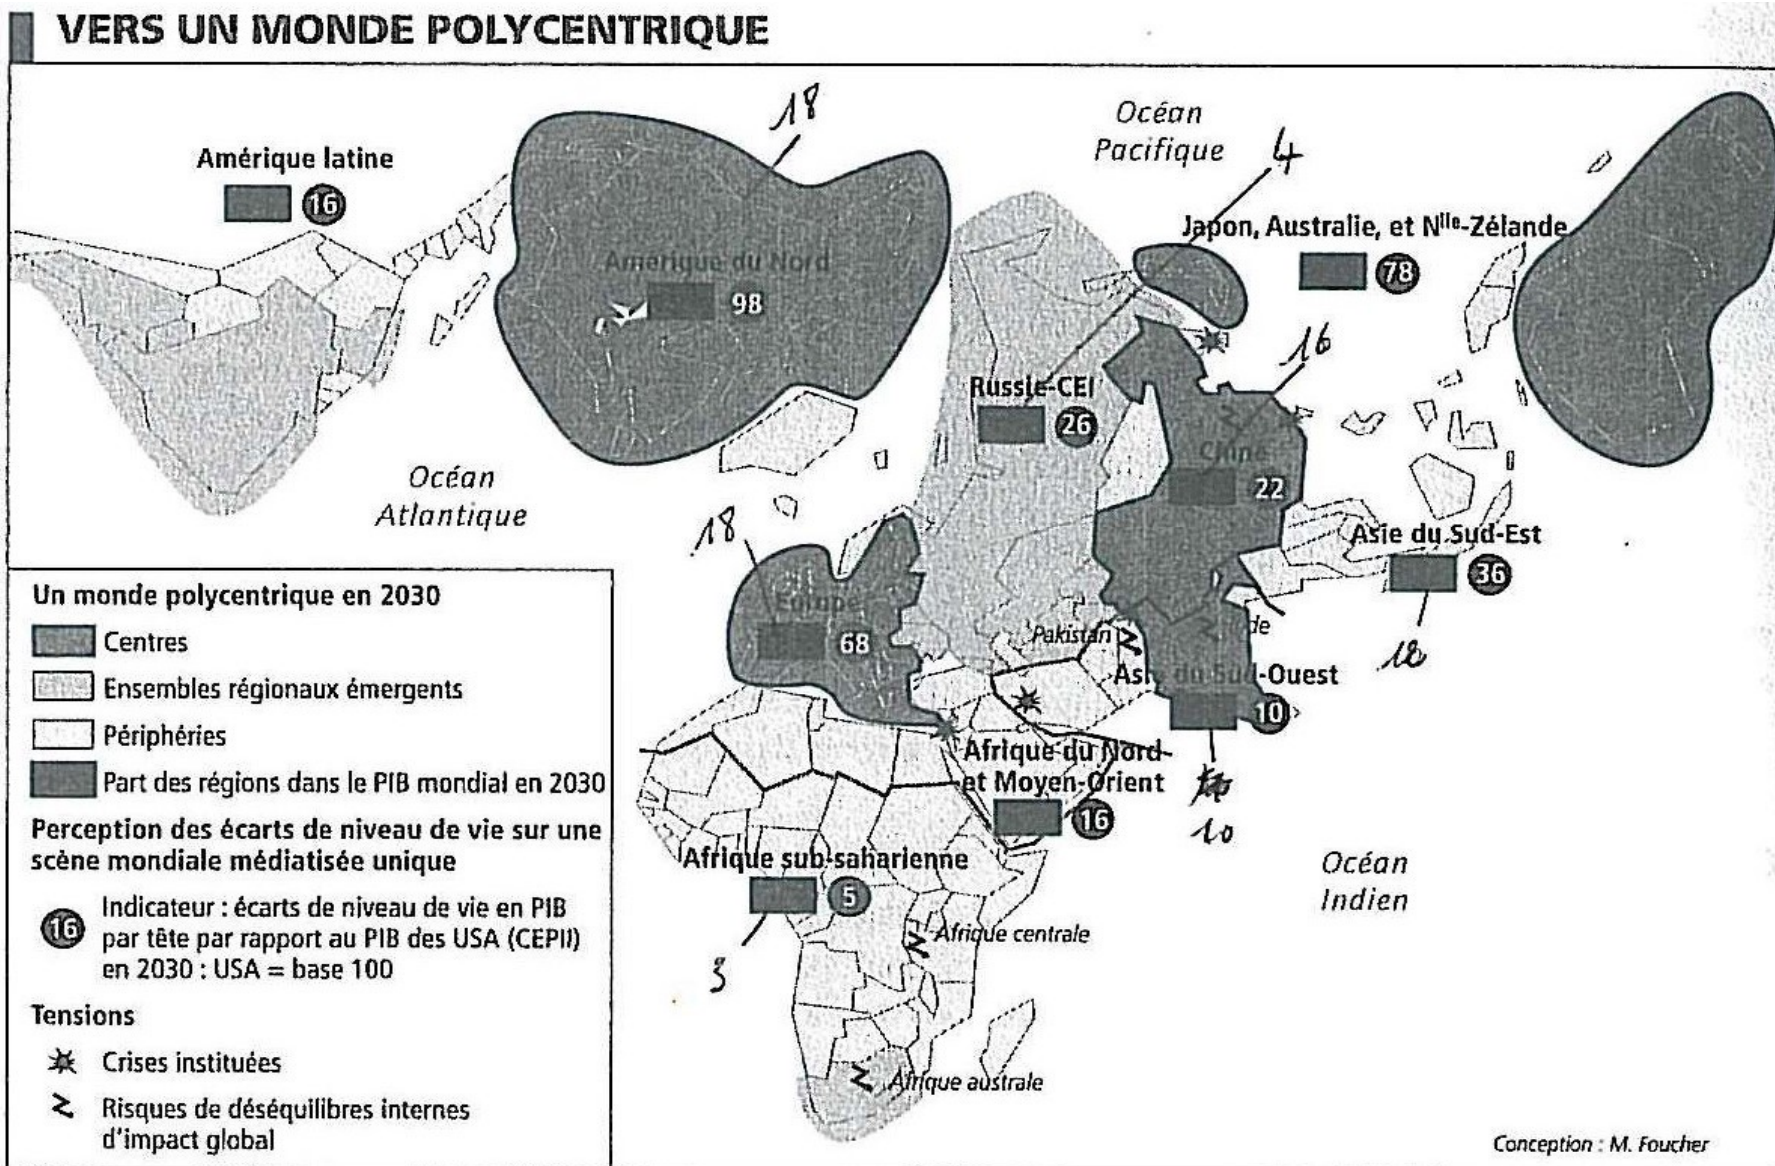 VERS UN MONDE POLYCENTRIQUE
18
Océan
Pacifique
4
Amérique latine
16
Japon, Australie, et Nlle-Zélande
78
Amérique du Nord
98
16
Russie-CEI
26
Chine
22
Océan
Atlantique
18
Asie du Sud-Est
36
Europe
68
Pakistan
de
Asie du Sud-Ouest
10
10
Afrique du Nord
et Moyen-Orient
16
Afrique sub-saharienne
5
3
Océan
Indien
Afrique centrale
Afrique australe
Un monde polycentrique en 2030
Centres
Ensembles régionaux émergents
Périphéries
Part des régions dans le PIB mondial en 2030
Perception des écarts de niveau de vie sur une
scène mondiale médiatisée unique
16
Indicateur : écarts de niveau de vie en PIB
par tête par rapport au PIB des USA (CEPII)
en 2030 : USA = base 100
Tensions
Crises instituées
Risques de déséquilibres internes
d'impact global
Conception : M. Foucher